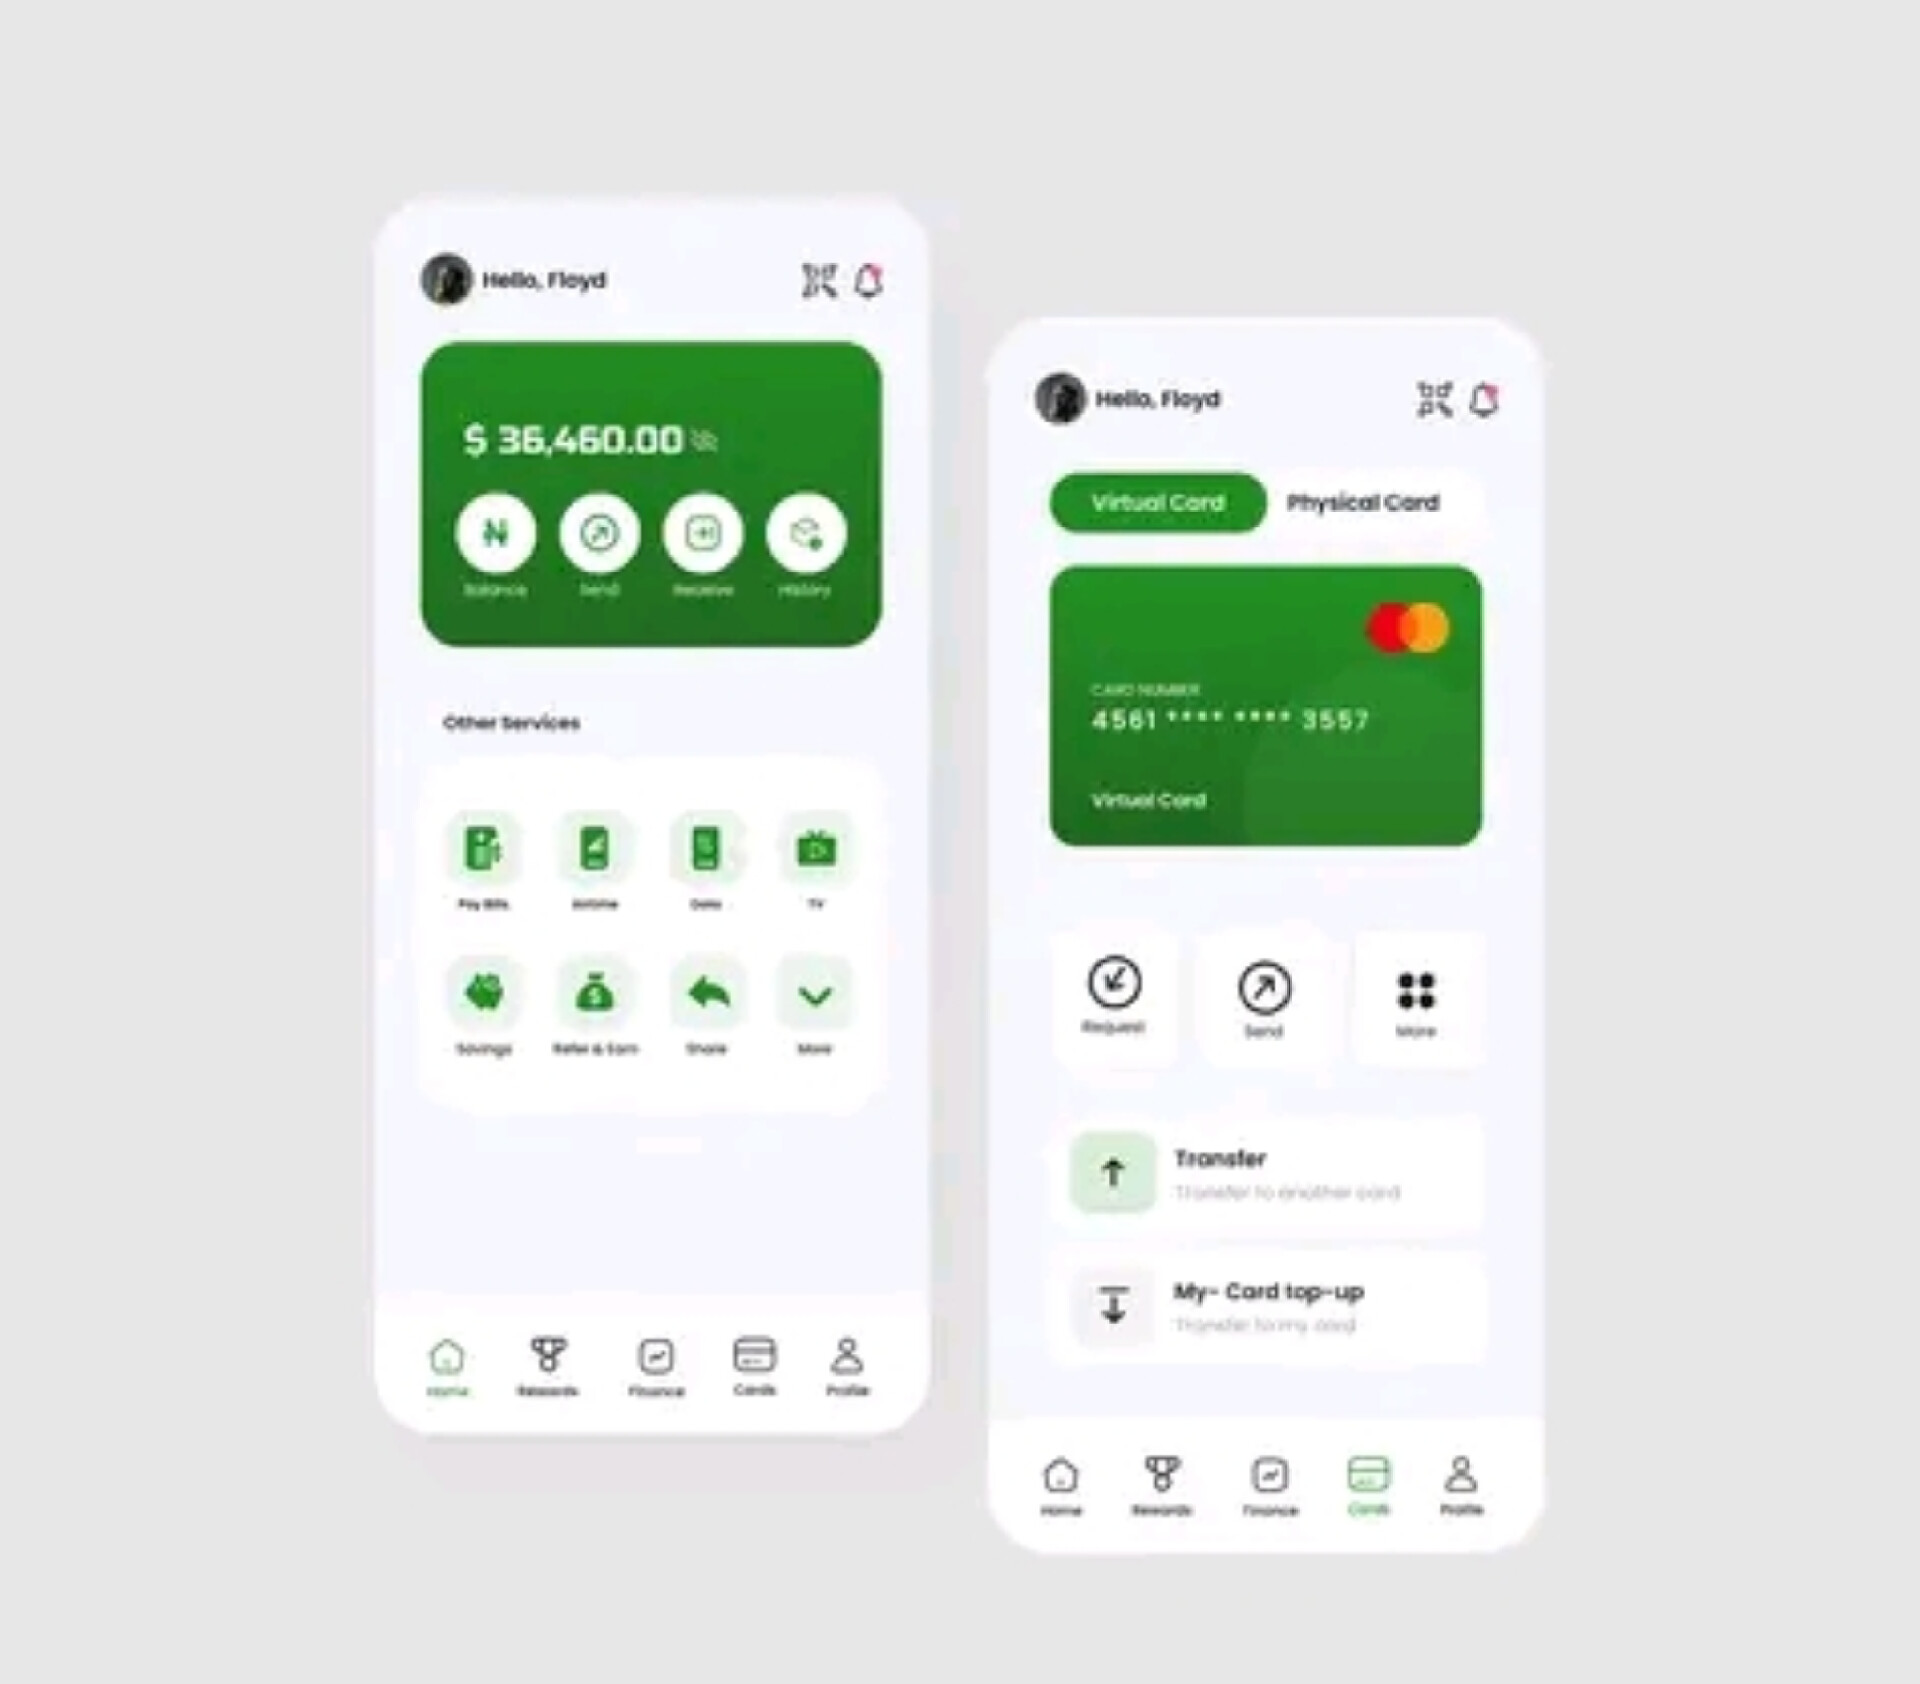 Hello, Floyd
$ 36,460.00
Balance Send Receive History
Other Services
Pay Bills Airtime Data TV
Savings Refer & Earn Share More
Home Rewards Finance Cards Profile
Hello, Floyd
Virtual Card Physical Card
CARD NUMBER
4561 **** **** 3557
Virtual Card
Request Send More
Transfer
Transfer to another card
My- Card top-up
Transfer to my card
Home Rewards Finance Cards Profile